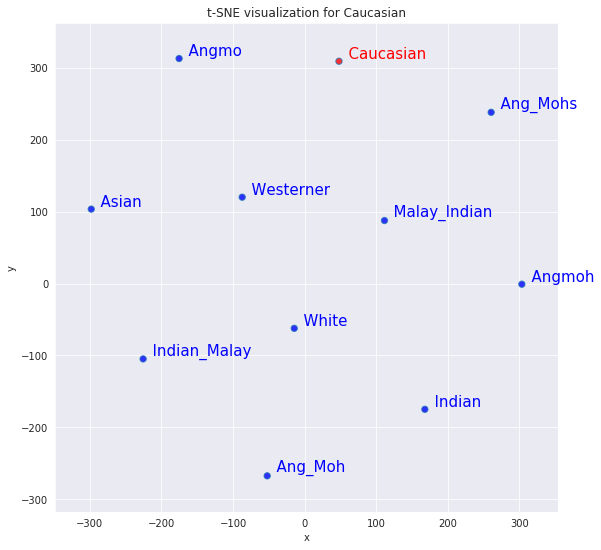 t-SNE visualization for Caucasian
Angmo
Caucasian
Ang_Mohs
Westerner
Asian
Malay_Indian
Angmoh
White
Indian_Malay
Indian
Ang_Moh
300
200
100
0
−100
−200
−300
y
−300 −200 −100 0 100 200 300
x